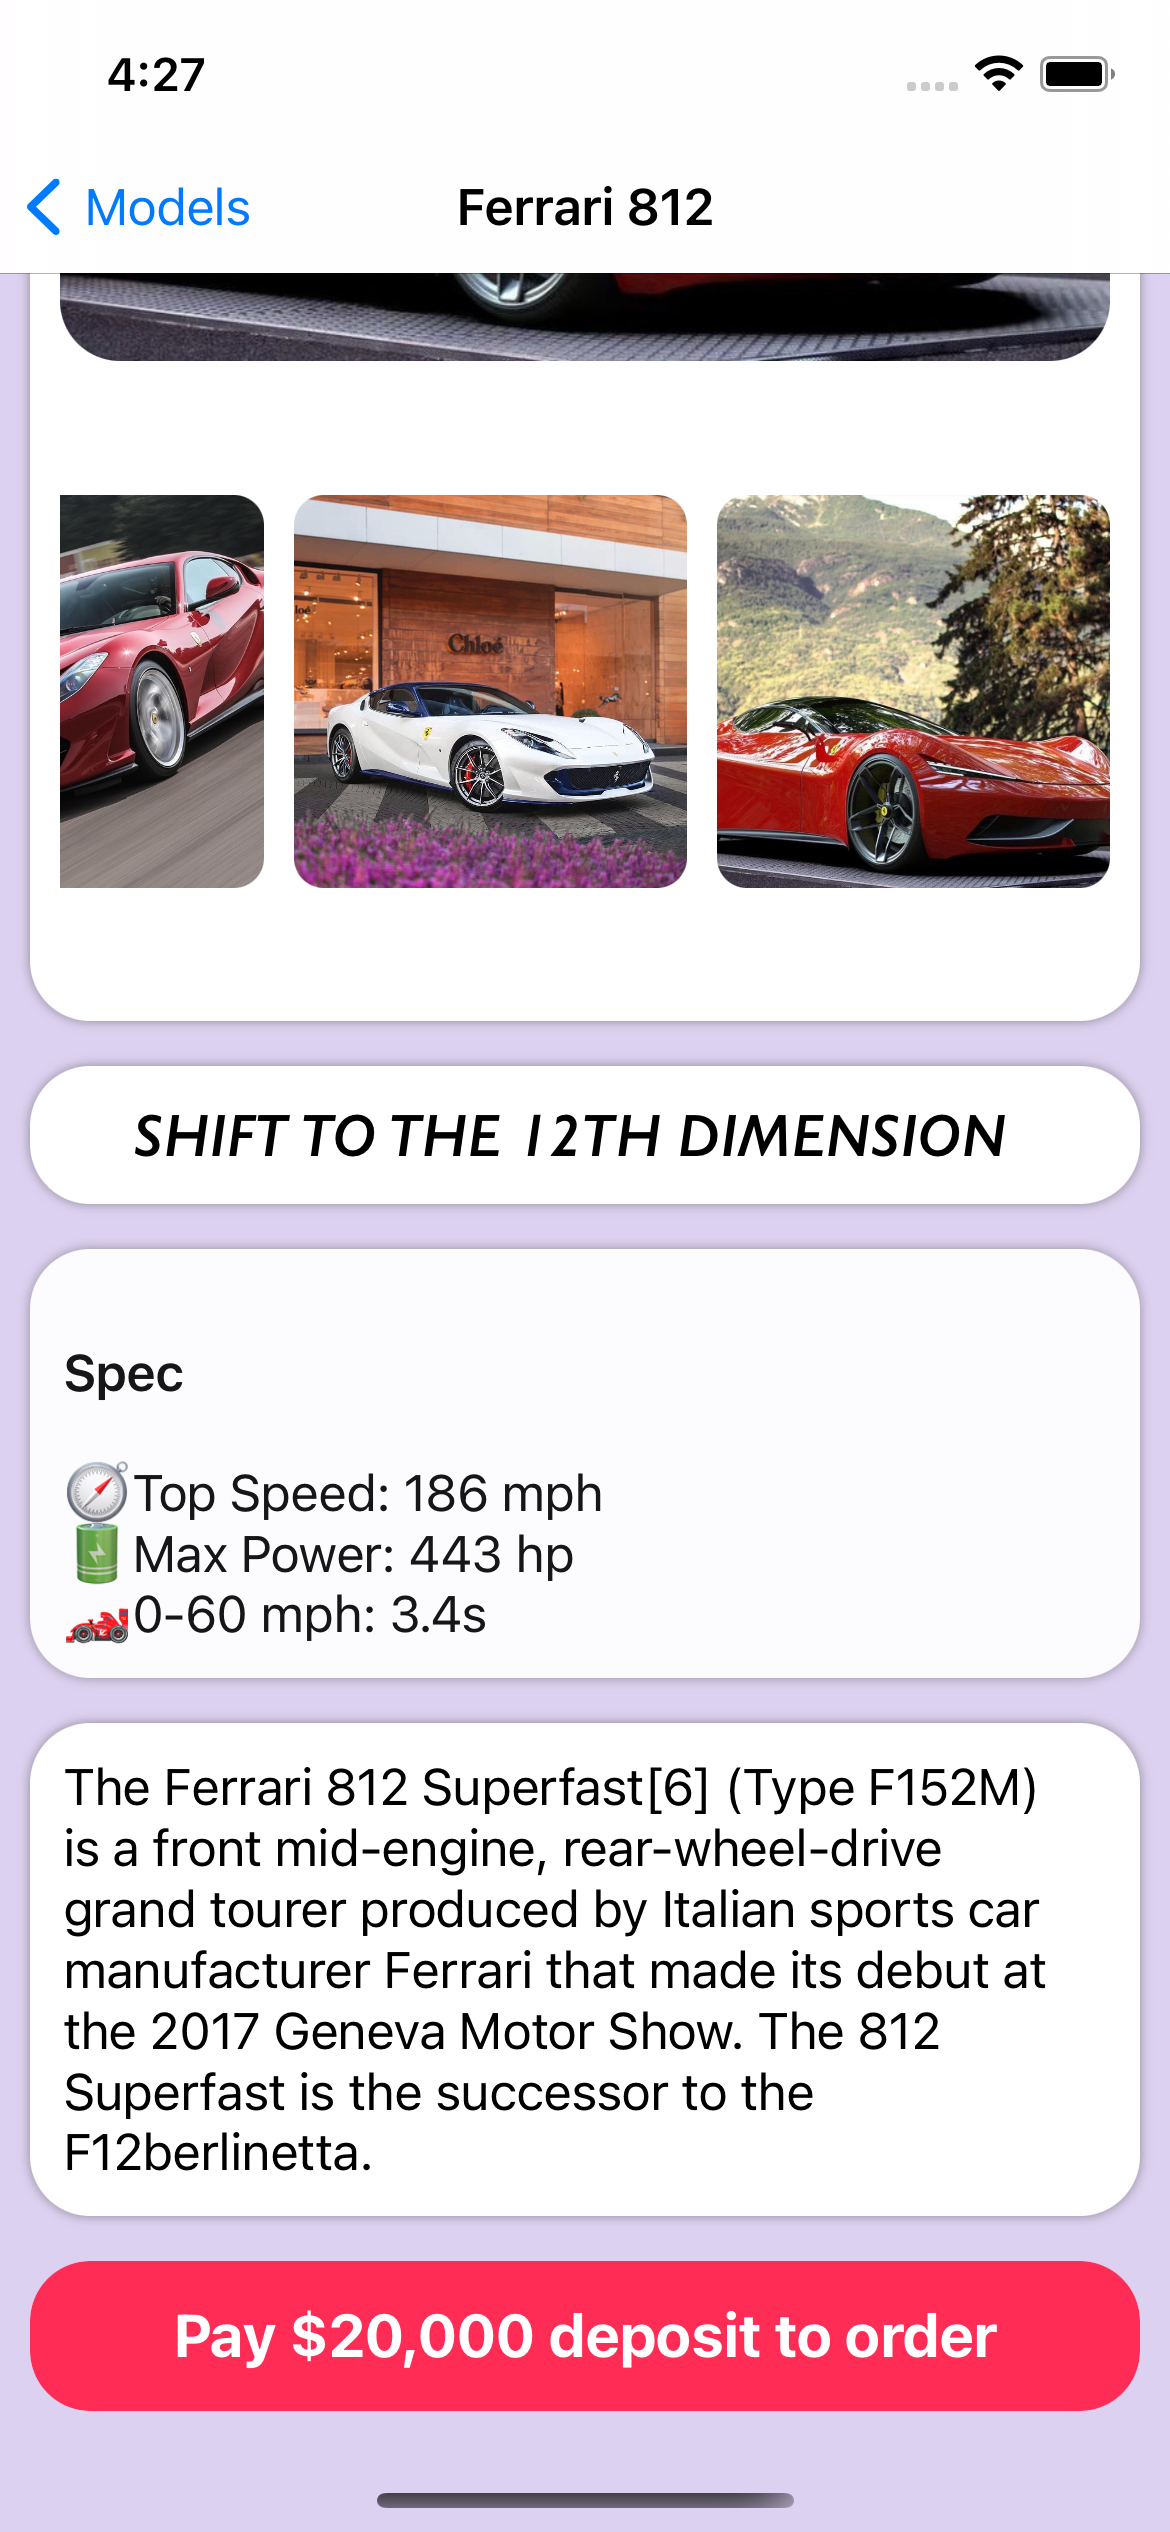 4:27
Models
Ferrari 812
Chloé
SHIFT TO THE 12TH DIMENSION
Spec
Top Speed: 186 mph
Max Power: 443 hp
0-60 mph: 3.4s
The Ferrari 812 Superfast[6] (Type F152M)
is a front mid-engine, rear-wheel-drive
grand tourer produced by Italian sports car
manufacturer Ferrari that made its debut at
the 2017 Geneva Motor Show. The 812
Superfast is the successor to the
F12berlinetta.
Pay $20,000 deposit to order